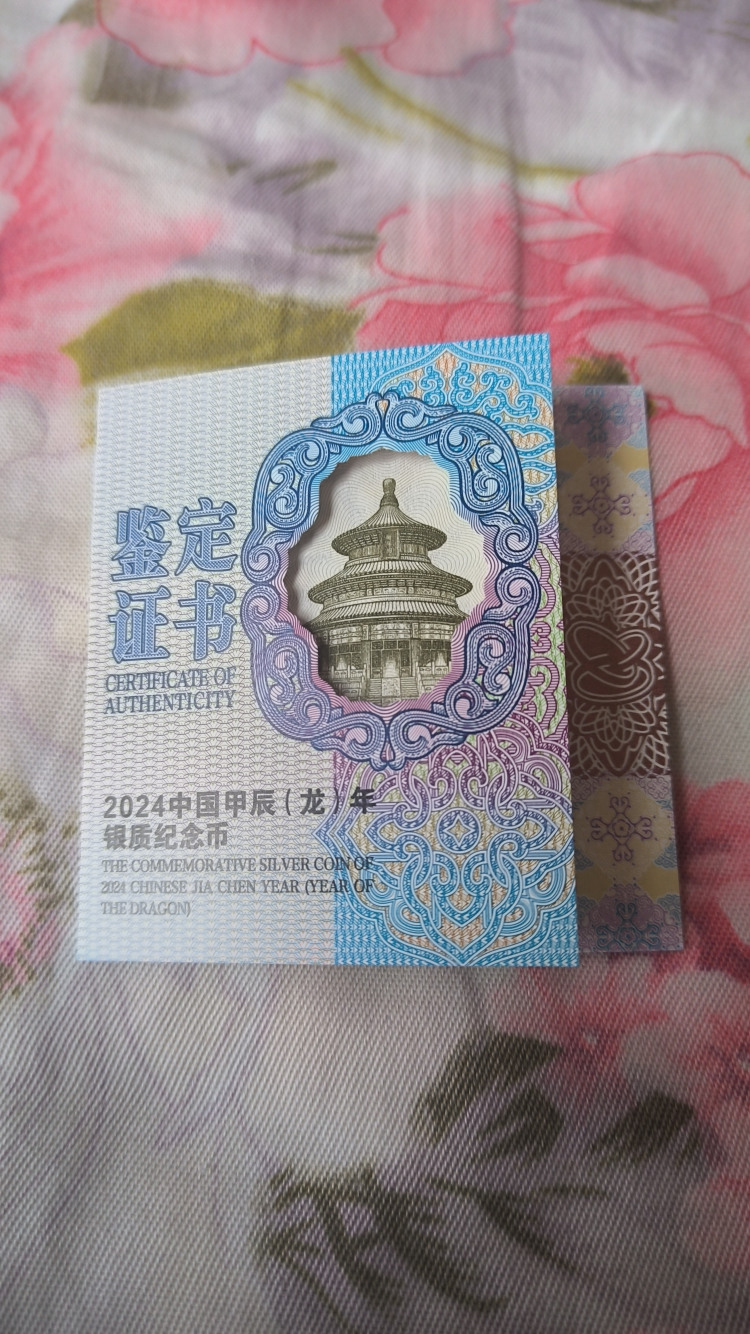 鉴定
证书
CERTIFICATE OF
AUTHENTICITY
2024中国甲辰(龙)年
银质纪念币
THE COMMEMORATIVE SILVER COIN OF
2024 CHINESE JIA CHEN YEAR (YEAR OF
THE DRAGON)